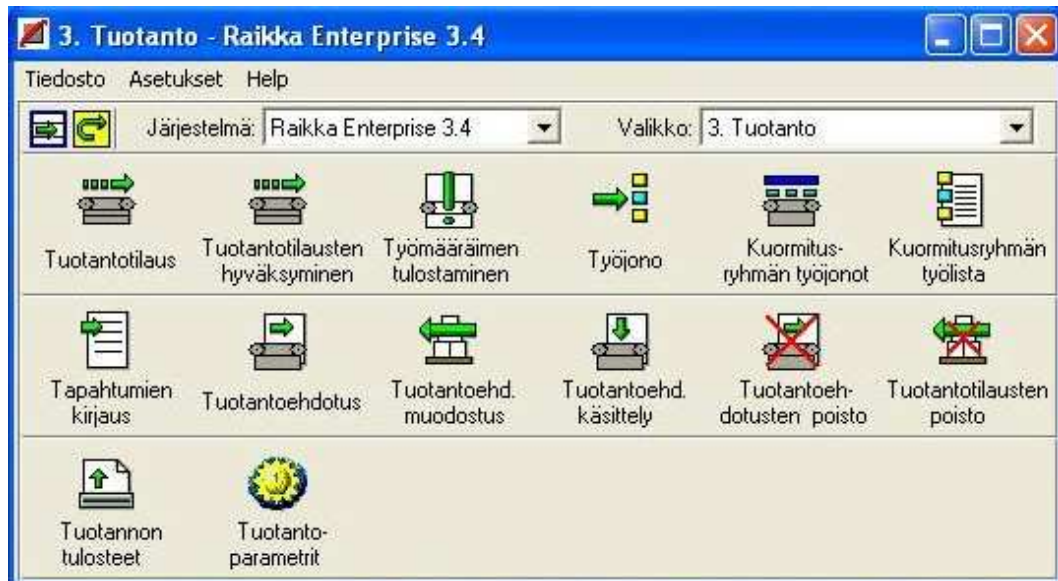 3. Tuotanto - Raikka Enterprise 3.4
Tiedosto Asetukset Help
Järjestelmä: Raikka Enterprise 3.4 Valikko: 3. Tuotanto
Tuotantotilaus
Tuotantotilausten
hyväksyminen
Työmääräimen
tulostaminen
Työjono
Kuormitus-
ryhmän työjonot
Kuormitusryhmän
työlista
Tapahtumien
kirjaus
Tuotantoehdotus
Tuotantoehd.
muodostus
Tuotantoehd.
käsittely
Tuotantoeh-
dotusten poisto
Tuotantotilausten
poisto
Tuotannon
tulosteet
Tuotanto-
parametrit